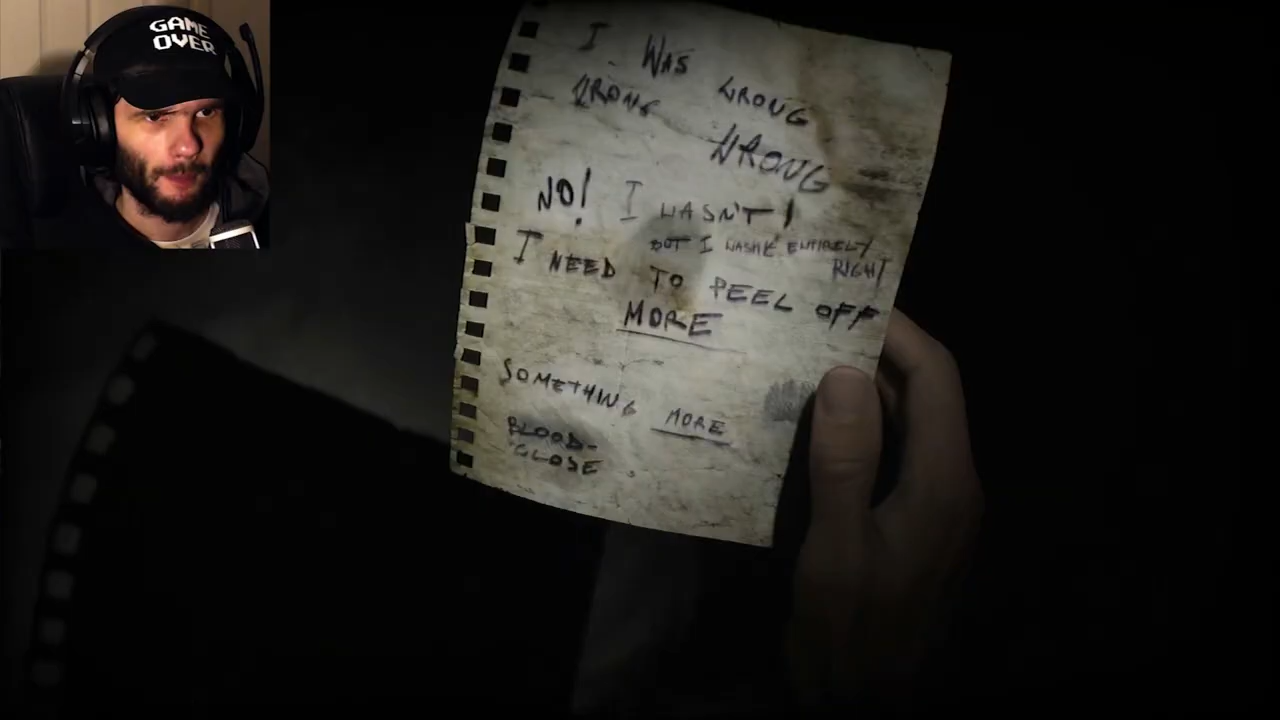 GAME
OVER
I WAS WRONG
WRONG
WRONG
NO! I WASN'T!
BUT I WASN'T ENTIRELY
RIGHT
I NEED TO PEEL OFF
MORE
SOMETHING MORE
BLOOD-
CLOSE.